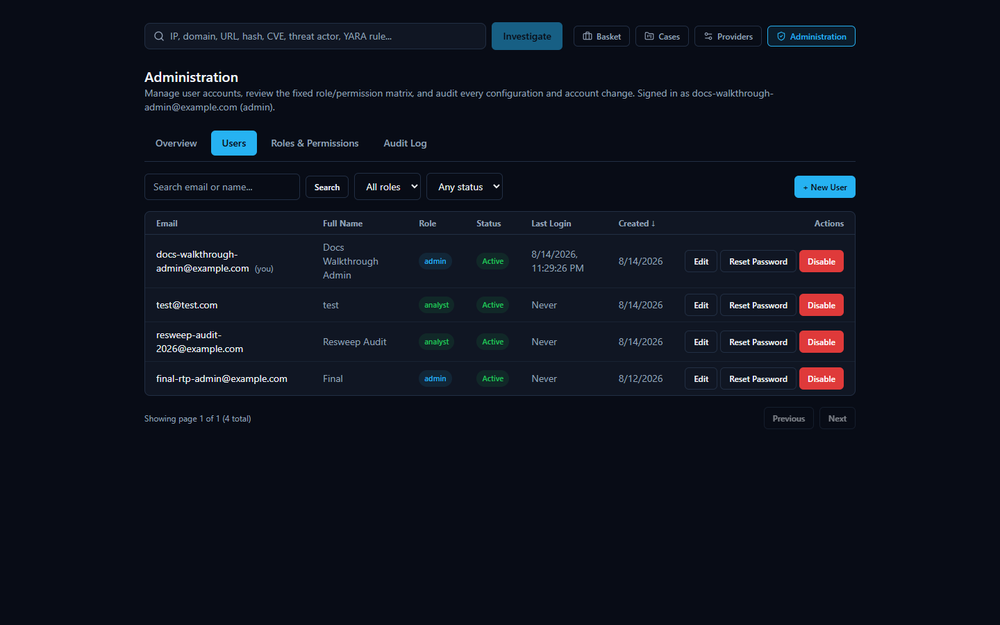 IP, domain, URL, hash, CVE, threat actor, YARA rule...
Investigate
Basket
Cases
Providers
Administration
Administration
Manage user accounts, review the fixed role/permission matrix, and audit every configuration and account change. Signed in as docs-walkthrough-
admin@example.com (admin).
Overview
Users
Roles & Permissions
Audit Log
Search email or name...
Search
All roles
Any status
+ New User
Email Full Name Role Status Last Login Created ↓ Actions
docs-walkthrough-
admin@example.com (you)
Docs
Walkthrough
Admin
admin
Active
8/14/2026,
11:29:26 PM
8/14/2026
Edit
Reset Password
Disable
test@test.com test analyst Active Never 8/14/2026 Edit Reset Password Disable
resweep-audit-
2026@example.com
Resweep Audit analyst Active Never 8/14/2026 Edit Reset Password Disable
final-rtp-admin@example.com Final admin Active Never 8/12/2026 Edit Reset Password Disable
Showing page 1 of 1 (4 total)
Previous
Next